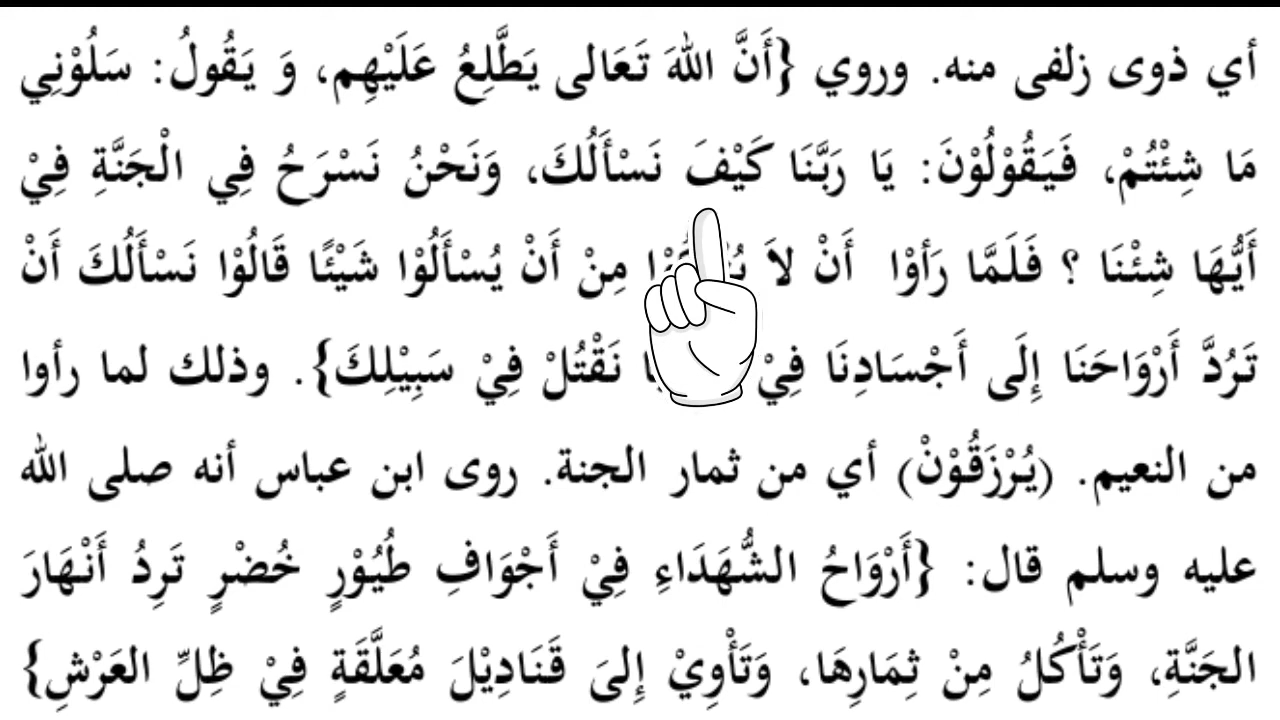 أي ذوى زلفى منه. وروي {أَنَّ اللهَ تَعَالى يَطَّلِعُ عَلَيْهِم، وَ يَقُولُ: سَلُوْنِي
مَا شِئْتُمْ، فَيَقُوْلُوْنَ: يَا رَبَّنَا كَيْفَ نَسْأَلُكَ، وَنَحْنُ نَسْرَحُ فِي الْجَنَّةِ فِيْ
أَيُّهَا شِئْنَا ؟ فَلَمَّا رَأوْا أَنْ لاَ مِنْ أَنْ يُسْأَلُوْا شَيْئًا قَالُوْا نَسْأَلُكَ أَنْ
تَرُدَّ أَرْوَاحَنَا إِلَى أَجْسَادِنَا فِيْ نَقْتُلْ فِيْ سَبِيْلِكَ}. وذلك لما رأوا
من النعيم. (يُرْزَقُوْنْ) أي من ثمار الجنة. روى ابن عباس أنه صلى الله
عليه وسلم قال: {أَرْوَاحُ الشُّهَدَاءِ فِيْ أَجْوَافِ طُيُوْرٍ خُضْرٍ تَرِدُ أَنْهَارَ
الجَنَّةِ، وَتَأْكُلُ مِنْ ثِمَارِهَا، وَتَأْوِيْ إِلىَ قَنَادِيْلَ مُعَلَّقَةٍ فِيْ ظِلِّ العَرْشِ}